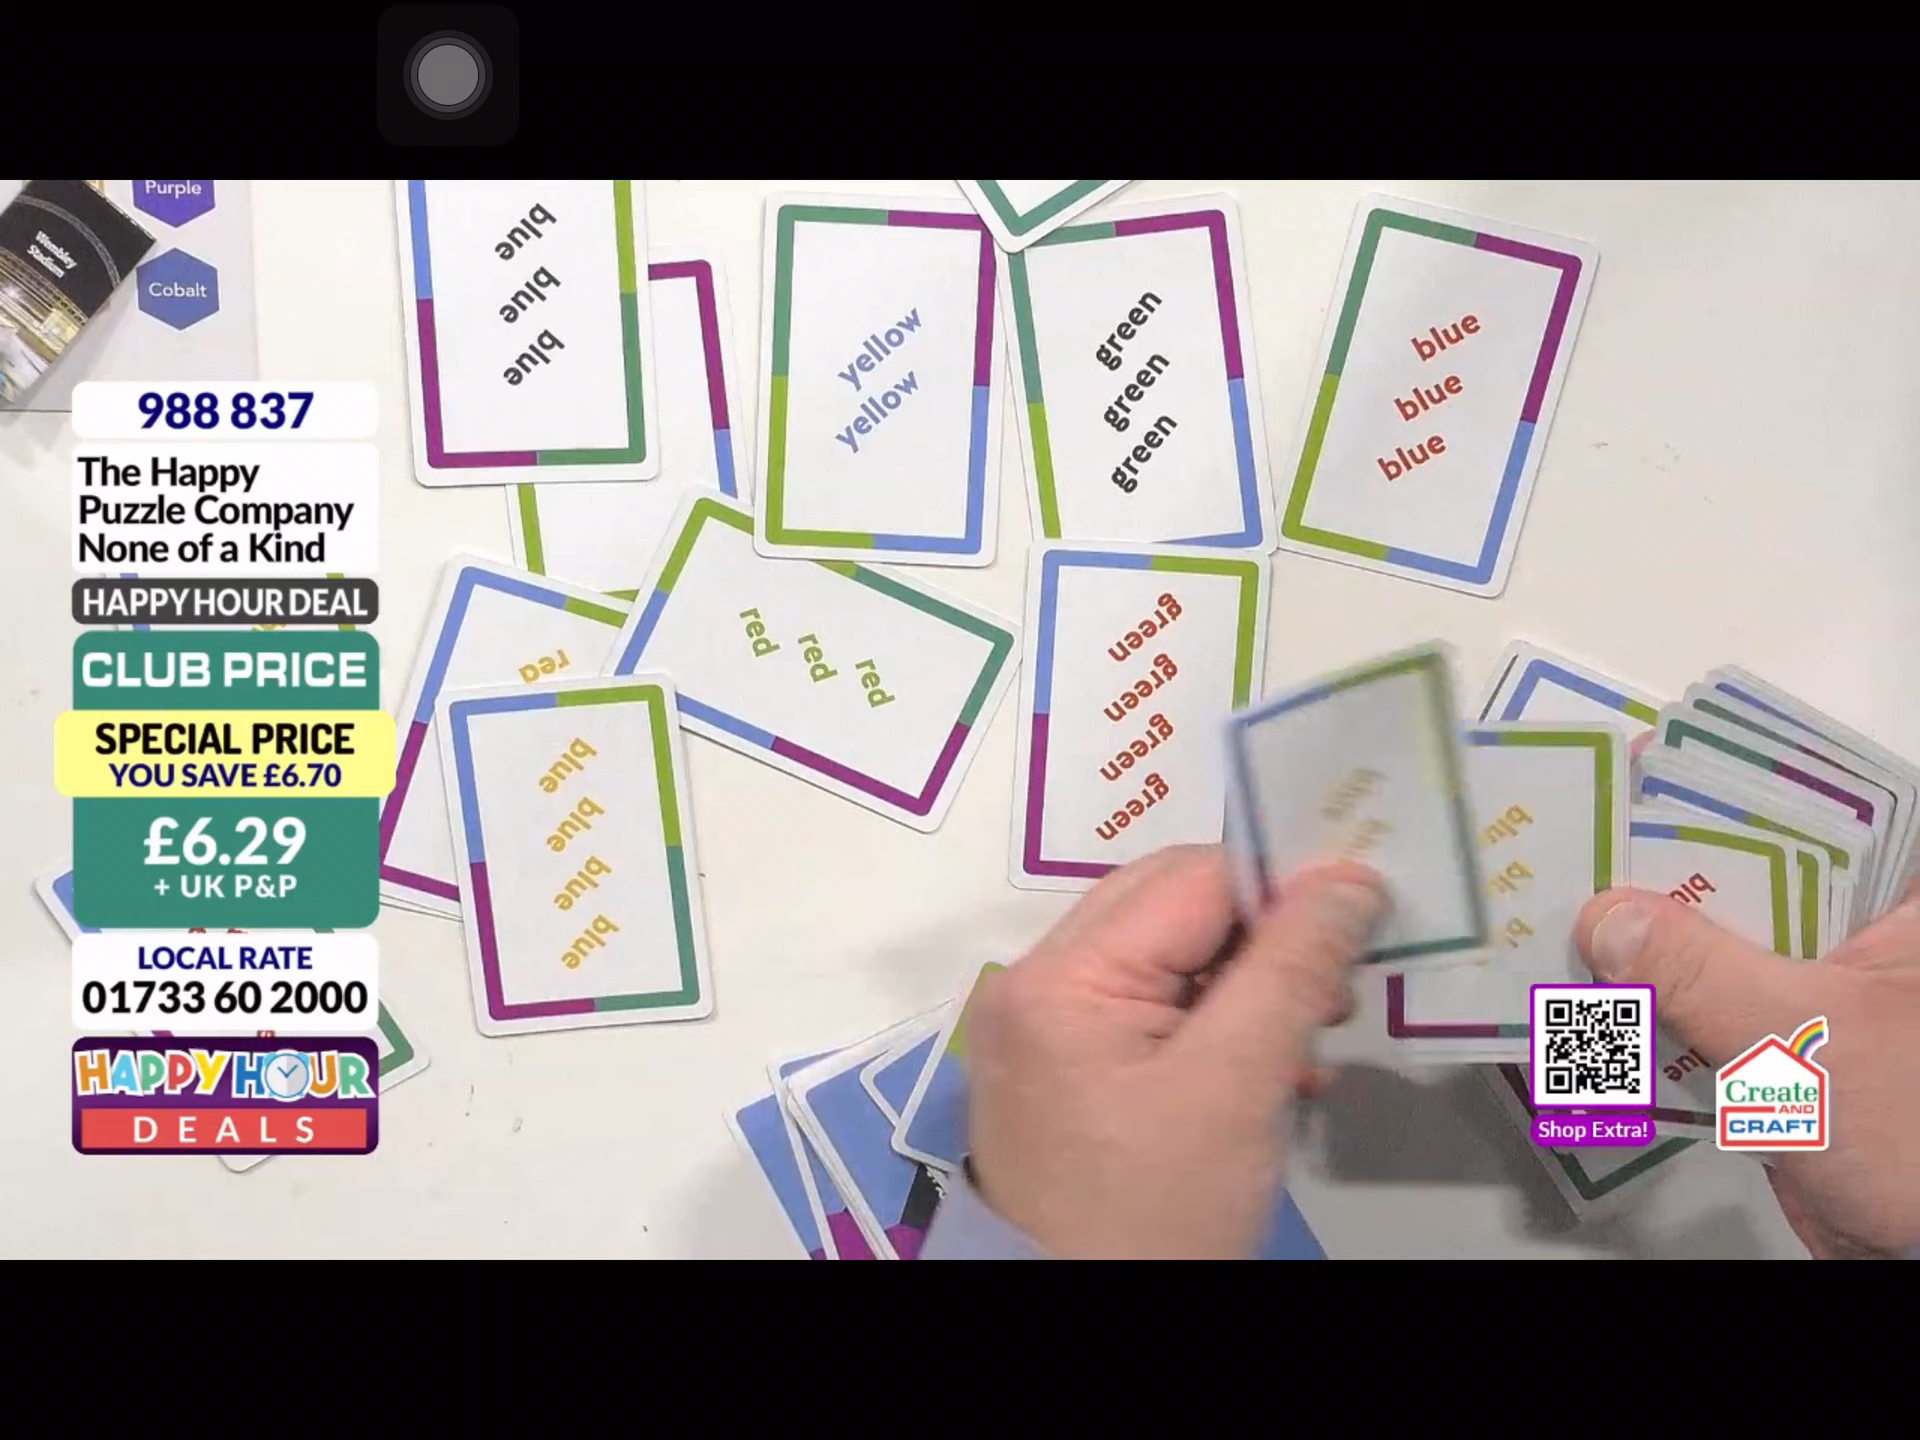 Purple
Wembley
Stadium
Cobalt
988 837
The Happy
Puzzle Company
None of a Kind
HAPPY HOUR DEAL
CLUB PRICE
SPECIAL PRICE
YOU SAVE £6.70
£6.29
+ UK P&P
LOCAL RATE
01733 60 2000
HAPPY HOUR
DEALS
blue
blue
blue
yellow
yellow
green
green
green
blue
blue
blue
red
red
red
red
green
green
green
green
blue
blue
blue
blue
Shop Extra!
Create
AND
CRAFT